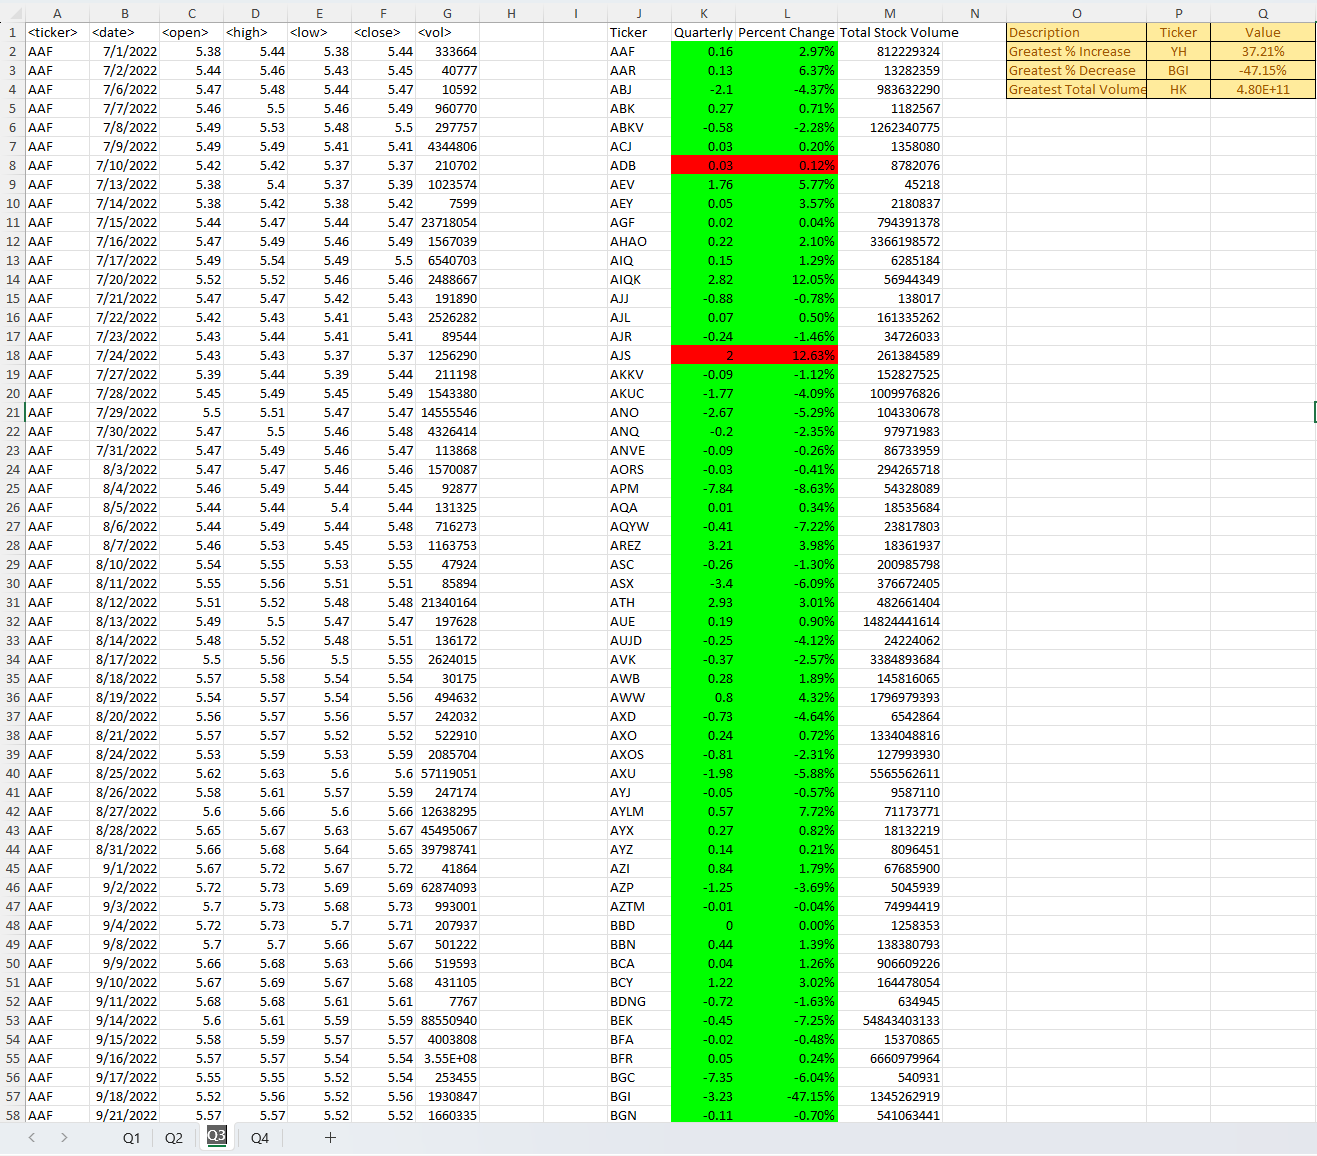 A B C D E F G H I J K L M N O P Q
1 <ticker> <date> <open> <high> <low> <close> <vol> Ticker Quarterly Percent Change Total Stock Volume Description Ticker Value
2 AAF 7/1/2022 5.38 5.44 5.38 5.44 333664 AAF 0.16 2.97% 812229324 Greatest % Increase YH 37.21%
3 AAF 7/2/2022 5.44 5.46 5.43 5.45 40777 AAR 0.13 6.37% 13282359 Greatest % Decrease BGI -47.15%
4 AAF 7/6/2022 5.47 5.48 5.44 5.47 10592 ABJ -2.1 -4.37% 983632290 Greatest Total Volume HK 4.80E+11
5 AAF 7/7/2022 5.46 5.5 5.46 5.49 960770 ABK 0.27 0.71% 1182567
6 AAF 7/8/2022 5.49 5.53 5.48 5.5 297757 ABKV -0.58 -2.28% 1262340775
7 AAF 7/9/2022 5.49 5.49 5.41 5.41 4344806 ACJ 0.03 0.20% 1358080
8 AAF 7/10/2022 5.42 5.42 5.37 5.37 210702 ADB 0.03 0.12% 8782076
9 AAF 7/13/2022 5.38 5.4 5.37 5.39 1023574 AEV 1.76 5.77% 45218
10 AAF 7/14/2022 5.38 5.42 5.38 5.42 7599 AEY 0.05 3.57% 2180837
11 AAF 7/15/2022 5.44 5.47 5.44 5.47 23718054 AGF 0.02 0.04% 794391378
12 AAF 7/16/2022 5.47 5.49 5.46 5.49 1567039 AHAO 0.22 2.10% 3366198572
13 AAF 7/17/2022 5.49 5.54 5.49 5.5 6540703 AIQ 0.15 1.29% 6285184
14 AAF 7/20/2022 5.52 5.52 5.46 5.46 2488667 AIQK 2.82 12.05% 56944349
15 AAF 7/21/2022 5.47 5.47 5.42 5.43 191890 AJJ -0.88 -0.78% 138017
16 AAF 7/22/2022 5.42 5.43 5.41 5.43 2526282 AJL 0.07 0.50% 161335262
17 AAF 7/23/2022 5.43 5.44 5.41 5.41 89544 AJR -0.24 -1.46% 34726033
18 AAF 7/24/2022 5.43 5.43 5.37 5.37 1256290 AJS 2 12.63% 261384589
19 AAF 7/27/2022 5.39 5.44 5.39 5.44 211198 AKKV -0.09 -1.12% 152827525
20 AAF 7/28/2022 5.45 5.49 5.45 5.49 1543380 AKUC -1.77 -4.09% 1009976826
21 AAF 7/29/2022 5.5 5.51 5.47 5.47 14555546 ANO -2.67 -5.29% 104330678
22 AAF 7/30/2022 5.47 5.5 5.46 5.48 4326414 ANQ -0.2 -2.35% 97971983
23 AAF 7/31/2022 5.47 5.49 5.46 5.47 113868 ANVE -0.09 -0.26% 86733959
24 AAF 8/3/2022 5.47 5.47 5.46 5.46 1570087 AORS -0.03 -0.41% 294265718
25 AAF 8/4/2022 5.46 5.49 5.44 5.45 92877 APM -7.84 -8.63% 54328089
26 AAF 8/5/2022 5.44 5.44 5.4 5.44 131325 AQA 0.01 0.34% 18535684
27 AAF 8/6/2022 5.44 5.49 5.44 5.48 716273 AQYW -0.41 -7.22% 23817803
28 AAF 8/7/2022 5.46 5.53 5.45 5.53 1163753 AREZ 3.21 3.98% 18361937
29 AAF 8/10/2022 5.54 5.55 5.53 5.55 47924 ASC -0.26 -1.30% 200985798
30 AAF 8/11/2022 5.55 5.56 5.51 5.51 85894 ASX -3.4 -6.09% 376672405
31 AAF 8/12/2022 5.51 5.52 5.48 5.48 21340164 ATH 2.93 3.01% 482661404
32 AAF 8/13/2022 5.49 5.5 5.47 5.47 197628 AUE 0.19 0.90% 14824441614
33 AAF 8/14/2022 5.48 5.52 5.48 5.51 136172 AUJD -0.25 -4.12% 24224062
34 AAF 8/17/2022 5.5 5.56 5.5 5.55 2624015 AVK -0.37 -2.57% 3384893684
35 AAF 8/18/2022 5.57 5.58 5.54 5.54 30175 AWB 0.28 1.89% 145816065
36 AAF 8/19/2022 5.54 5.57 5.54 5.56 494632 AWW 0.8 4.32% 1796979393
37 AAF 8/20/2022 5.56 5.57 5.56 5.57 242032 AXD -0.73 -4.64% 6542864
38 AAF 8/21/2022 5.57 5.57 5.52 5.52 522910 AXO 0.24 0.72% 1334048816
39 AAF 8/24/2022 5.53 5.59 5.53 5.59 2085704 AXOS -0.81 -2.31% 127993930
40 AAF 8/25/2022 5.62 5.63 5.6 5.6 57119051 AXU -1.98 -5.88% 5565562611
41 AAF 8/26/2022 5.58 5.61 5.57 5.59 247174 AYJ -0.05 -0.57% 9587110
42 AAF 8/27/2022 5.6 5.66 5.6 5.66 12638295 AYLM 0.57 7.72% 71173771
43 AAF 8/28/2022 5.65 5.67 5.63 5.67 45495067 AYX 0.27 0.82% 18132219
44 AAF 8/31/2022 5.66 5.68 5.64 5.65 39798741 AYZ 0.14 0.21% 8096451
45 AAF 9/1/2022 5.67 5.72 5.67 5.72 41864 AZI 0.84 1.79% 67685900
46 AAF 9/2/2022 5.72 5.73 5.69 5.69 62874093 AZP -1.25 -3.69% 5045939
47 AAF 9/3/2022 5.7 5.73 5.68 5.73 993001 AZTM -0.01 -0.04% 74994419
48 AAF 9/4/2022 5.72 5.73 5.7 5.71 207937 BBD 0 0.00% 1258353
49 AAF 9/8/2022 5.7 5.7 5.66 5.67 501222 BBN 0.44 1.39% 138380793
50 AAF 9/9/2022 5.66 5.68 5.63 5.66 519593 BCA 0.04 1.26% 906609226
51 AAF 9/10/2022 5.67 5.69 5.67 5.68 431105 BCY 1.22 3.02% 164478054
52 AAF 9/11/2022 5.68 5.68 5.61 5.61 7767 BDNG -0.72 -1.63% 634945
53 AAF 9/14/2022 5.6 5.61 5.59 5.59 88550940 BEK -0.45 -7.25% 54843403133
54 AAF 9/15/2022 5.58 5.59 5.57 5.57 4003808 BFA -0.02 -0.48% 15370865
55 AAF 9/16/2022 5.57 5.57 5.54 5.54 3.55E+08 BFR 0.05 0.24% 6660979964
56 AAF 9/17/2022 5.55 5.55 5.52 5.54 253455 BGC -7.35 -6.04% 540931
57 AAF 9/18/2022 5.52 5.56 5.52 5.56 1930847 BGI -3.23 -47.15% 1345262919
58 AAF 9/21/2022 5.57 5.57 5.52 5.52 1660335 BGN -0.11 -0.70% 541063441
Q1 Q2 Q3 Q4 +